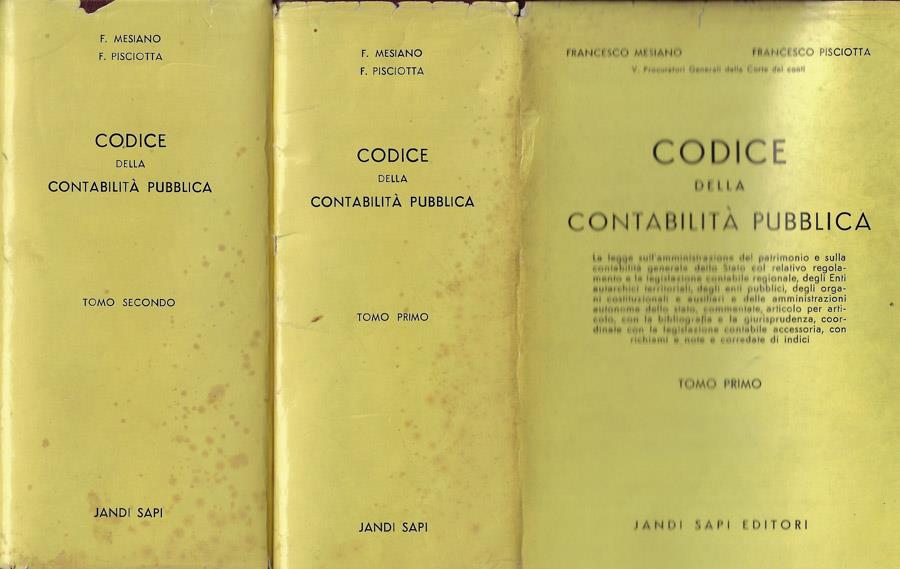 F. MESIANO
F. PISCIOTTA
CODICE
DELLA
CONTABILITÀ PUBBLICA
TOMO SECONDO
JANDI SAPI
F. MESIANO
F. PISCIOTTA
CODICE
DELLA
CONTABILITÀ PUBBLICA
TOMO PRIMO
JANDI SAPI
FRANCESCO MESIANO FRANCESCO PISCIOTTA
V. Procuratori Generali della Corte dei conti
CODICE
DELLA
CONTABILITÀ PUBBLICA
La legge sull'amministrazione del patrimonio e sulla
contabilità generale dello Stato col relativo regola-
mento e la legislazione contabile regionale, degli Enti
autarchici territoriali, degli enti pubblici, degli orga-
ni costituzionali e ausiliari e delle amministrazioni
autonome dello stato, commentate, articolo per arti-
colo, con la bibliografia e la giurisprudenza, coor-
dinate con la legislazione contabile accessoria, con
richiami e note e corredate di indici
TOMO PRIMO
JANDI SAPI EDITORI